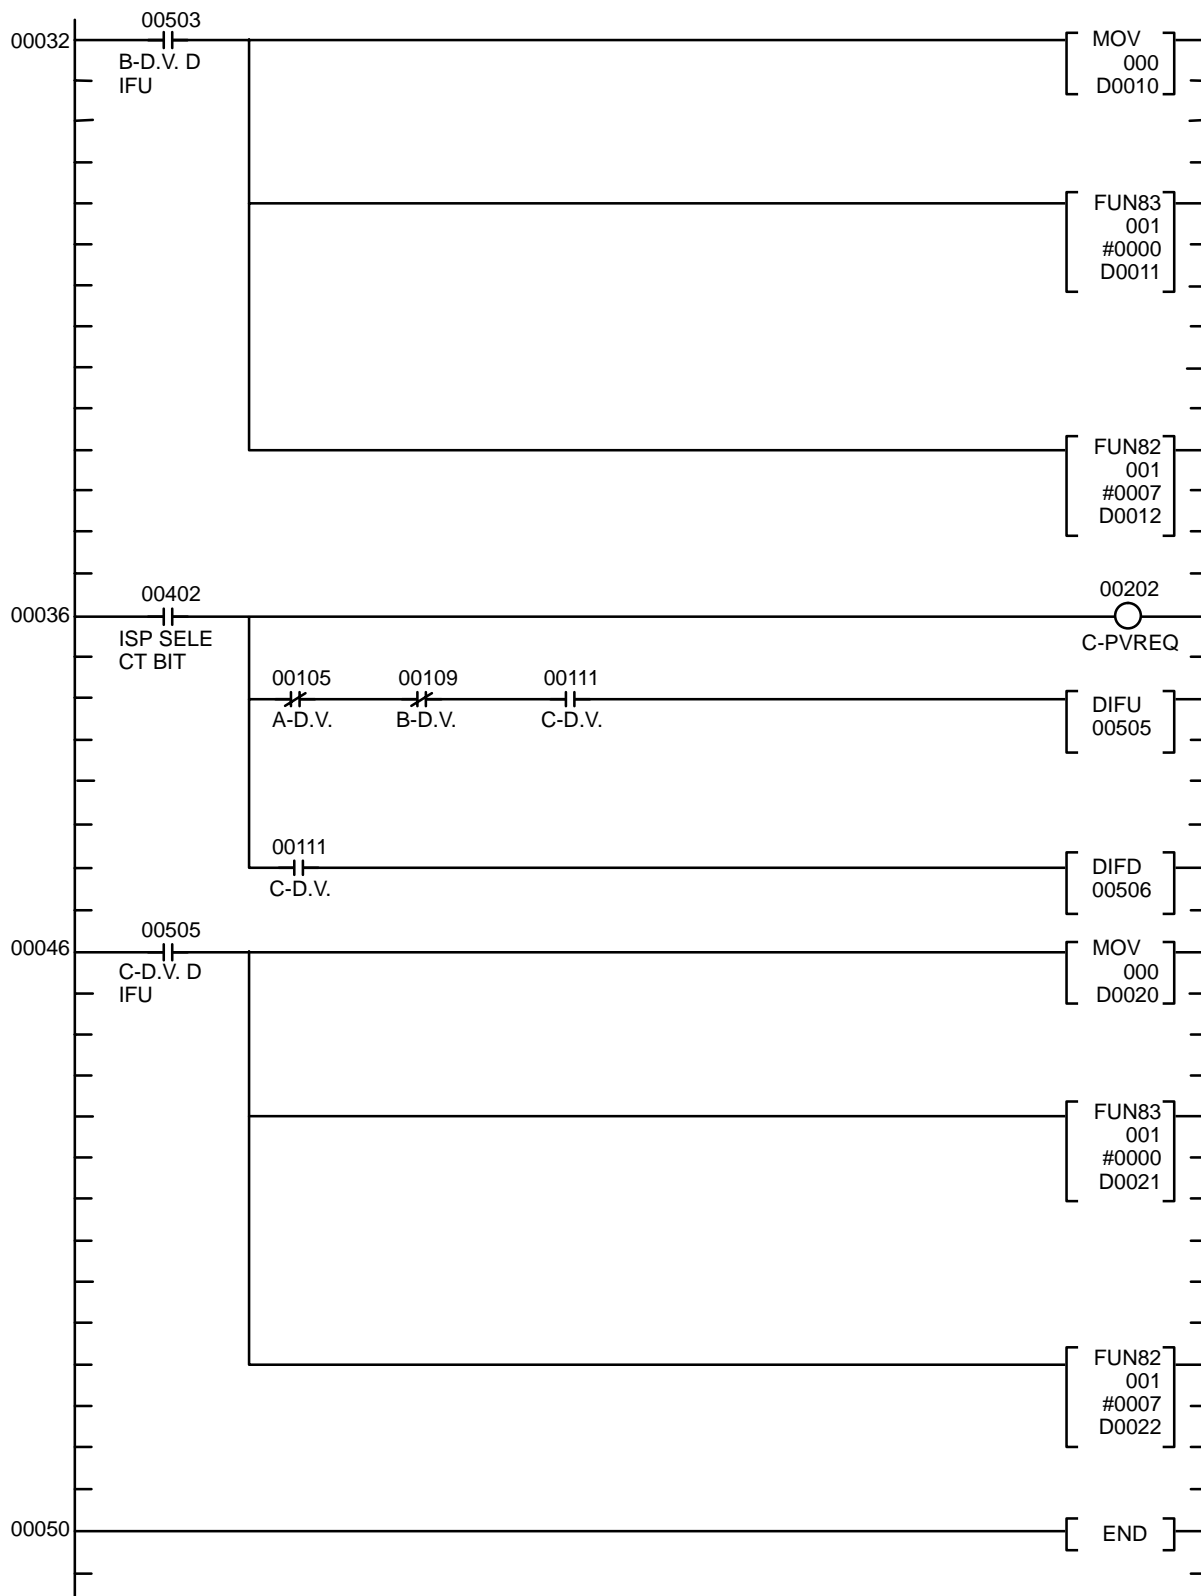 00503
00032
B-D.V. D
IFU
MOV
000
D0010
FUN83
001
#0000
D0011
FUN82
001
#0007
D0012
00402
00202
00036
ISP SELE
CT BIT
C-PVREQ
00105 00109 00111
A-D.V. B-D.V. C-D.V.
DIFU
00505
00111
C-D.V.
DIFD
00506
00505
00046
C-D.V. D
IFU
MOV
000
D0020
FUN83
001
#0000
D0021
FUN82
001
#0007
D0022
00050
END